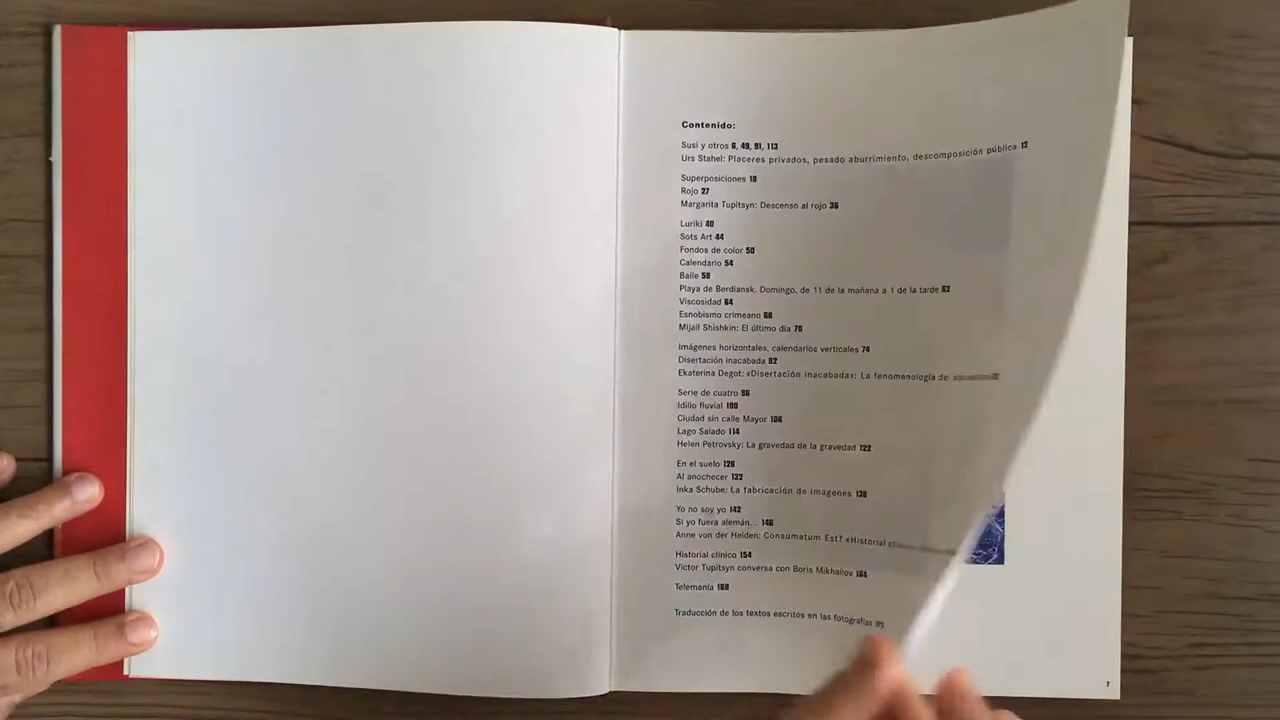 Contenido:
Susi y otros 6, 49, 91, 113
Urs Stahel: Placeres privados, pesado aburrimiento, descomposición pública 12
Superposiciones 18
Rojo 27
Margarita Tupitsyn: Descenso al rojo 36
Luriki 40
Sots Art 44
Fondos de color 50
Calendario 54
Baile 58
Playa de Berdiansk. Domingo, de 11 de la mañana a 1 de la tarde 62
Viscosidad 64
Esnobismo crimeano 68
Mijaíl Shishkin: El último día 70
Imágenes horizontales, calendarios verticales 74
Disertación inacabada 82
Ekaterina Degot: «Disertación inacabada»: La fenomenología de
Serie de cuatro 96
Idilio fluvial 100
Ciudad sin calle Mayor 106
Lago Salado 114
Helen Petrovsky: La gravedad de la gravedad 122
En el suelo 126
Al anochecer 132
Inka Schube: La fabricación de imagenes 138
Yo no soy yo 142
Si yo fuera alemán... 146
Anne von der Heiden: Consumatum Est? «Historial
Historial clínico 154
Victor Tupitsyn conversa con Boris Mikhailov 164
Telemanía 168
Traducción de los textos escritos en las fotografías
7